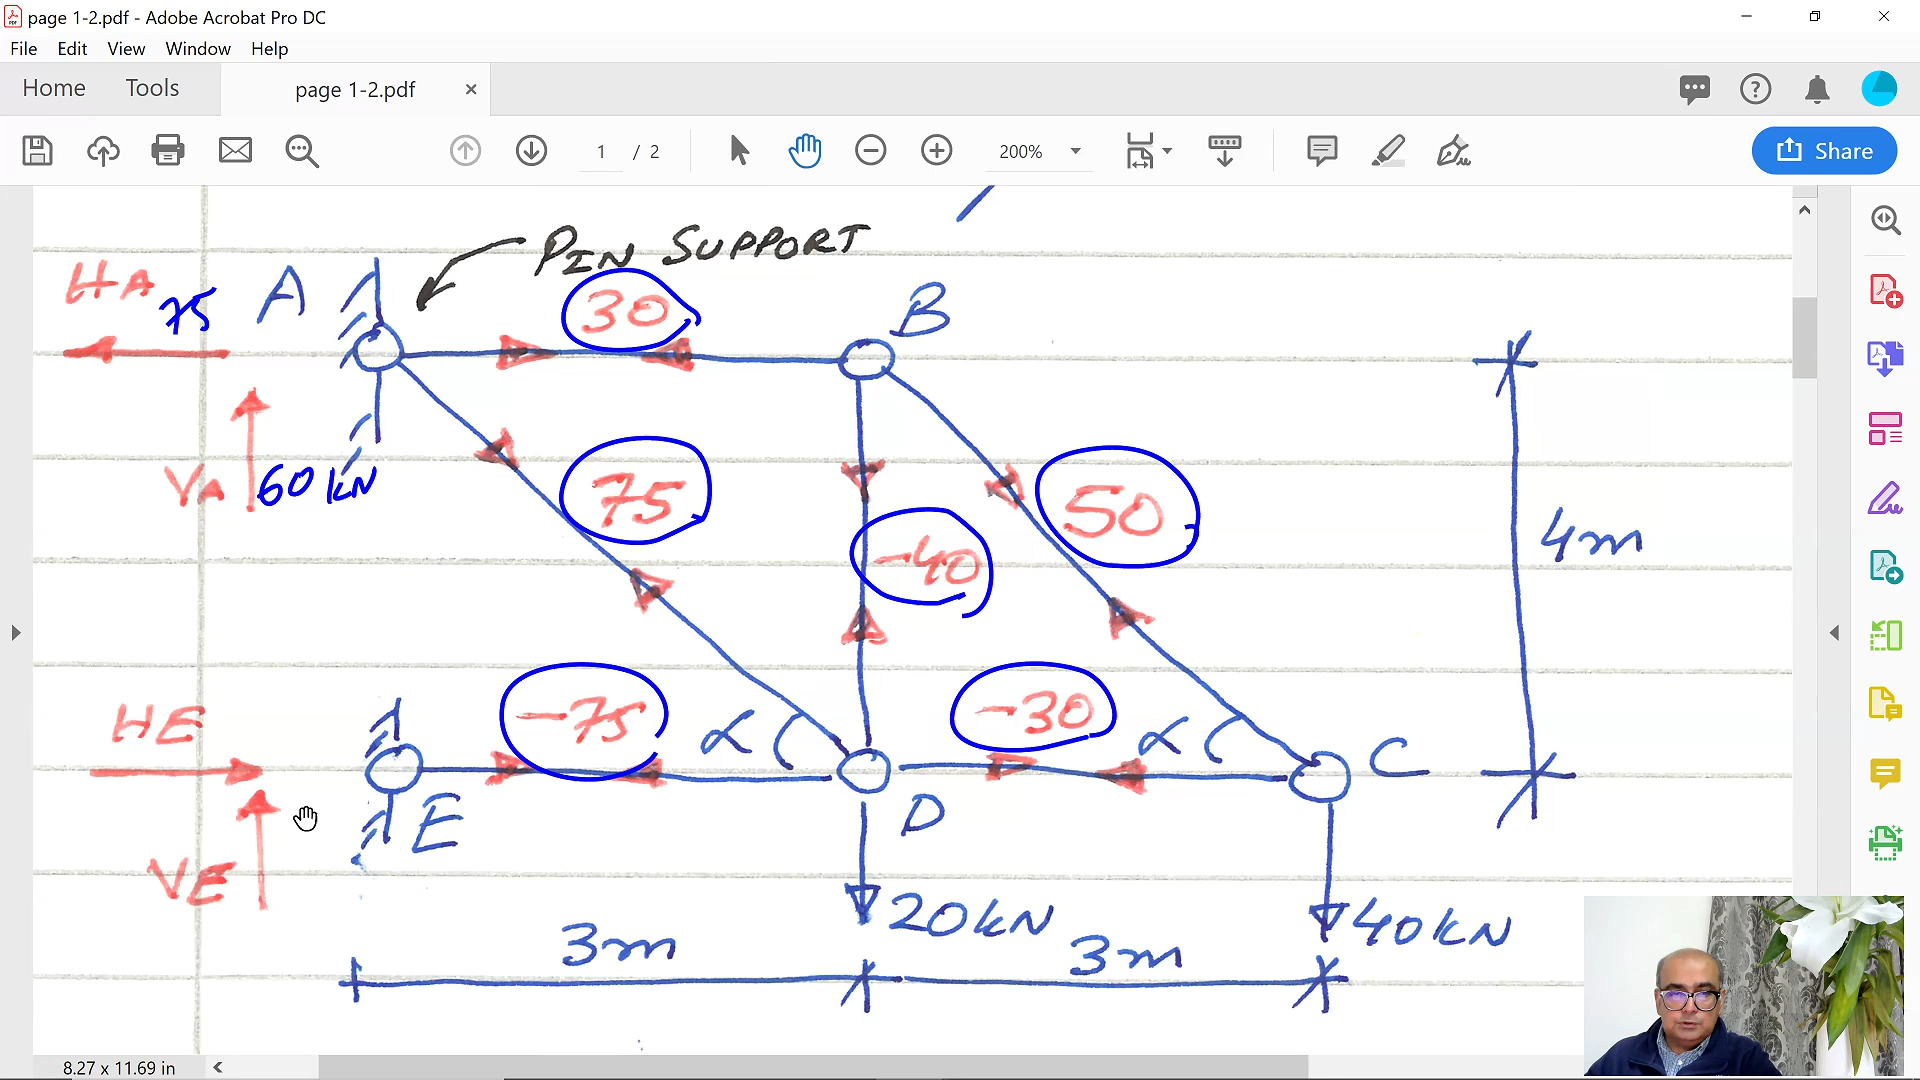 page 1-2.pdf - Adobe Acrobat Pro DC
File Edit View Window Help
Home Tools page 1-2.pdf
1 / 2 200% Share
PIN SUPPORT
HA 75 A 30 B
VA 60 kN 75 -40 50 4m
HE -75 α -30 α C
E D
VE 20kN 40kN
3m 3m
8.27 x 11.69 in